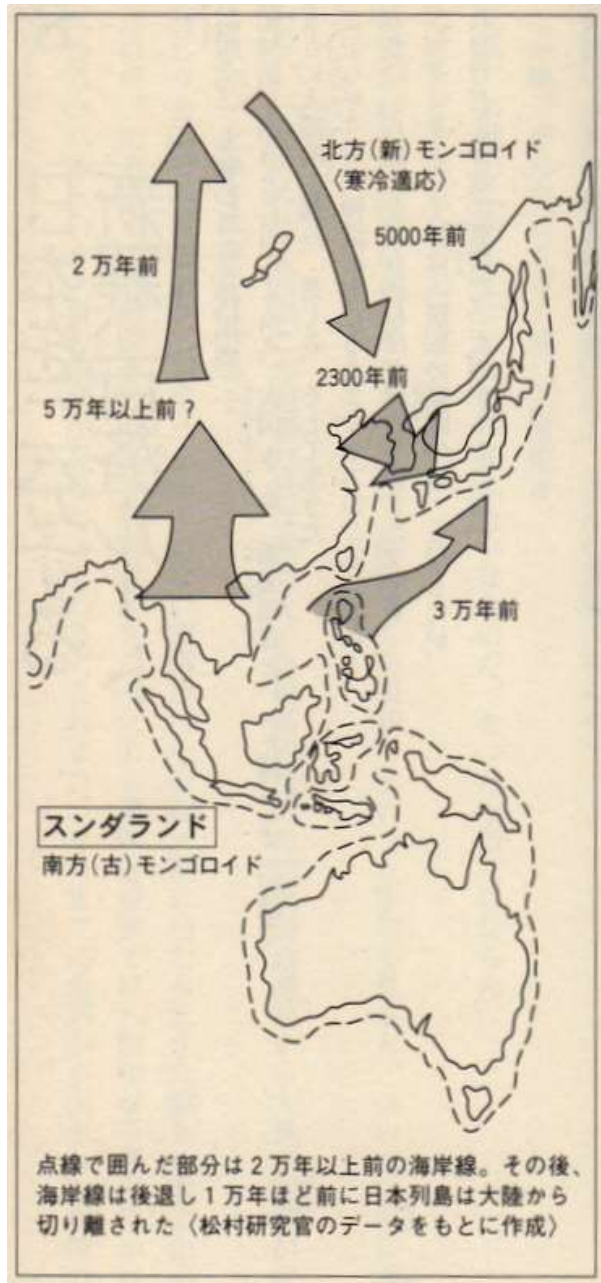 北方(新)モンゴロイド
〈寒冷適応〉
5000年前
2万年前
2300年前
5万年以上前?
3万年前
スンダランド
南方(古)モンゴロイド
点線で囲んだ部分は2万年以上前の海岸線。その後、
海岸線は後退し1万年ほど前に日本列島は大陸から
切り離された〈松村研究官のデータをもとに作成〉